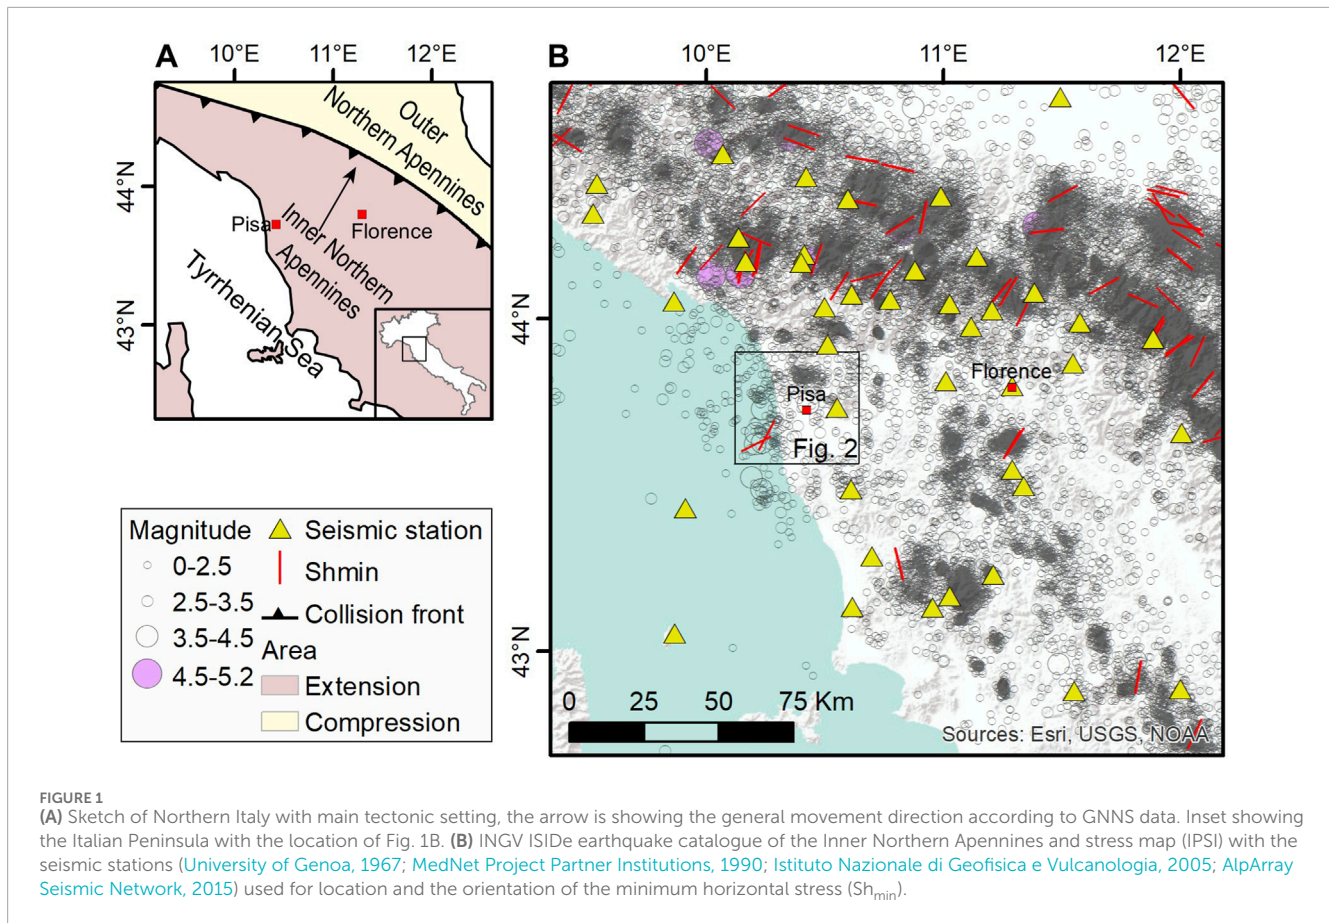 A
10°E 11°E 12°E
44°N
43°N
Outer
Northern Apennines
Inner Northern
Apennines
Pisa
Florence
Tyrrhenian Sea
Magnitude
0-2.5
2.5-3.5
3.5-4.5
4.5-5.2
Seismic station
Shmin
Collision front
Area
Extension
Compression
B
10°E 11°E 12°E
44°N
43°N
Florence
Pisa
Fig. 2
0 25 50 75 Km
Sources: Esri, USGS, NOAA
FIGURE 1
(A) Sketch of Northern Italy with main tectonic setting, the arrow is showing the general movement direction according to GNNS data. Inset showing
the Italian Peninsula with the location of Fig. 1B. (B) INGV ISIDe earthquake catalogue of the Inner Northern Apennines and stress map (IPSI) with the
seismic stations (University of Genoa, 1967; MedNet Project Partner Institutions, 1990; Istituto Nazionale di Geofisica e Vulcanologia, 2005; AlpArray
Seismic Network, 2015) used for location and the orientation of the minimum horizontal stress (Shmin).